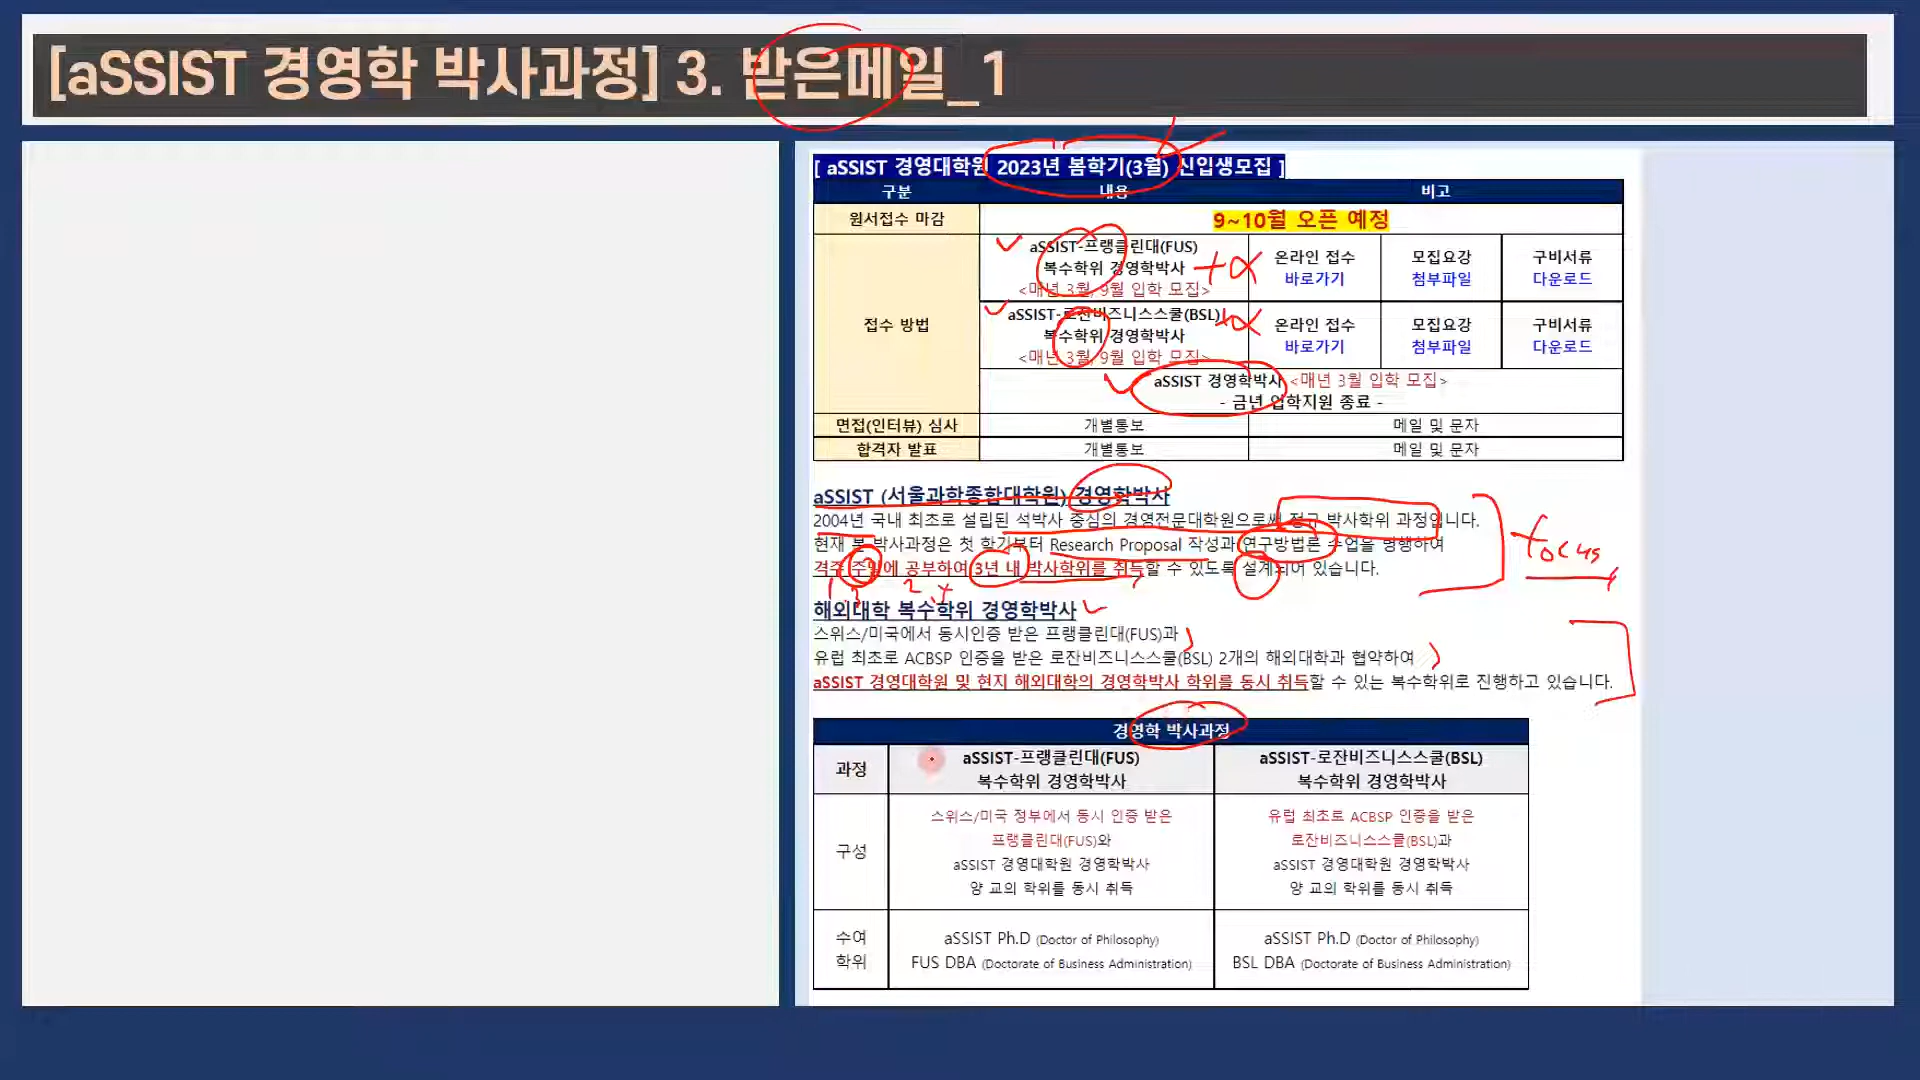 [aSSIST 경영학 박사과정] 3. 받은메일_1
[ aSSIST 경영대학원 2023년 봄학기(3월) 신입생모집 ]
구분 내용 비고
원서접수 마감 9~10월 오픈 예정
접수 방법
aSSIST-프랭클린대(FUS)
복수학위 경영학박사 +α
<매년 3월, 9월 입학 모집>
온라인 접수 모집요강 구비서류
바로가기 첨부파일 다운로드
aSSIST-로잔비즈니스스쿨(BSL) +α
복수학위 경영학박사
<매년 3월, 9월 입학 모집>
온라인 접수 모집요강 구비서류
바로가기 첨부파일 다운로드
aSSIST 경영학박사 <매년 3월 입학 모집>
- 금년 입학지원 종료 -
면접(인터뷰) 심사 개별통보 메일 및 문자
합격자 발표 개별통보 메일 및 문자
aSSIST (서울과학종합대학원) 경영학박사
2004년 국내 최초로 설립된 석박사 중심의 경영전문대학원으로써 정규 박사학위 과정입니다.
현재 본 박사과정은 첫 학기부터 Research Proposal 작성과 연구방법론 수업을 병행하여
격주 주말에 공부하여 3년 내 박사학위를 취득할 수 있도록 설계되어 있습니다.
focus
1 3 2 4
해외대학 복수학위 경영학박사
스위스/미국에서 동시인증 받은 프랭클린대(FUS)과
유럽 최초로 ACBSP 인증을 받은 로잔비즈니스스쿨(BSL) 2개의 해외대학과 협약하여
aSSIST 경영대학원 및 현지 해외대학의 경영학박사 학위를 동시 취득할 수 있는 복수학위로 진행하고 있습니다.
경영학 박사과정
과정
aSSIST-프랭클린대(FUS)
복수학위 경영학박사
aSSIST-로잔비즈니스스쿨(BSL)
복수학위 경영학박사
구성
스위스/미국 정부에서 동시 인증 받은
프랭클린대(FUS)와
aSSIST 경영대학원 경영학박사
양 교의 학위를 동시 취득
유럽 최초로 ACBSP 인증을 받은
로잔비즈니스스쿨(BSL)과
aSSIST 경영대학원 경영학박사
양 교의 학위를 동시 취득
수여
학위
aSSIST Ph.D (Doctor of Philosophy)
FUS DBA (Doctorate of Business Administration)
aSSIST Ph.D (Doctor of Philosophy)
BSL DBA (Doctorate of Business Administration)